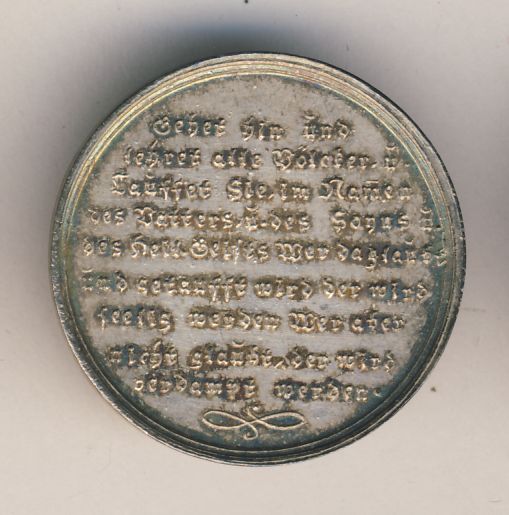 Gehet hin und
lehret alle Völcker. u.
Tauffet Sie, im Namen
des Vatters, u. des Sohns u.
des Heil. Geists Wer da glaubt
und getaufft wird der wird
seelig werden Wer aber
nicht glaubt, der wird
verdampt werden.